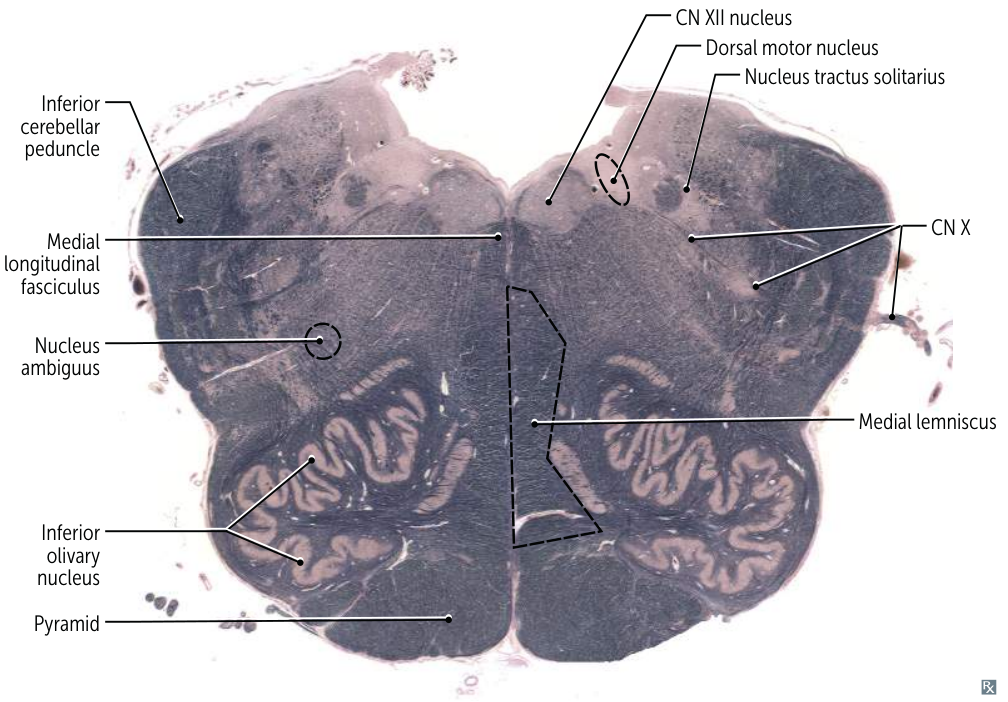 CN XII nucleus
Dorsal motor nucleus
Nucleus tractus solitarius
Inferior
cerebellar
peduncle
CN X
Medial
longitudinal
fasciculus
Nucleus
ambiguus
Medial lemniscus
Inferior
olivary
nucleus
Pyramid
Rx